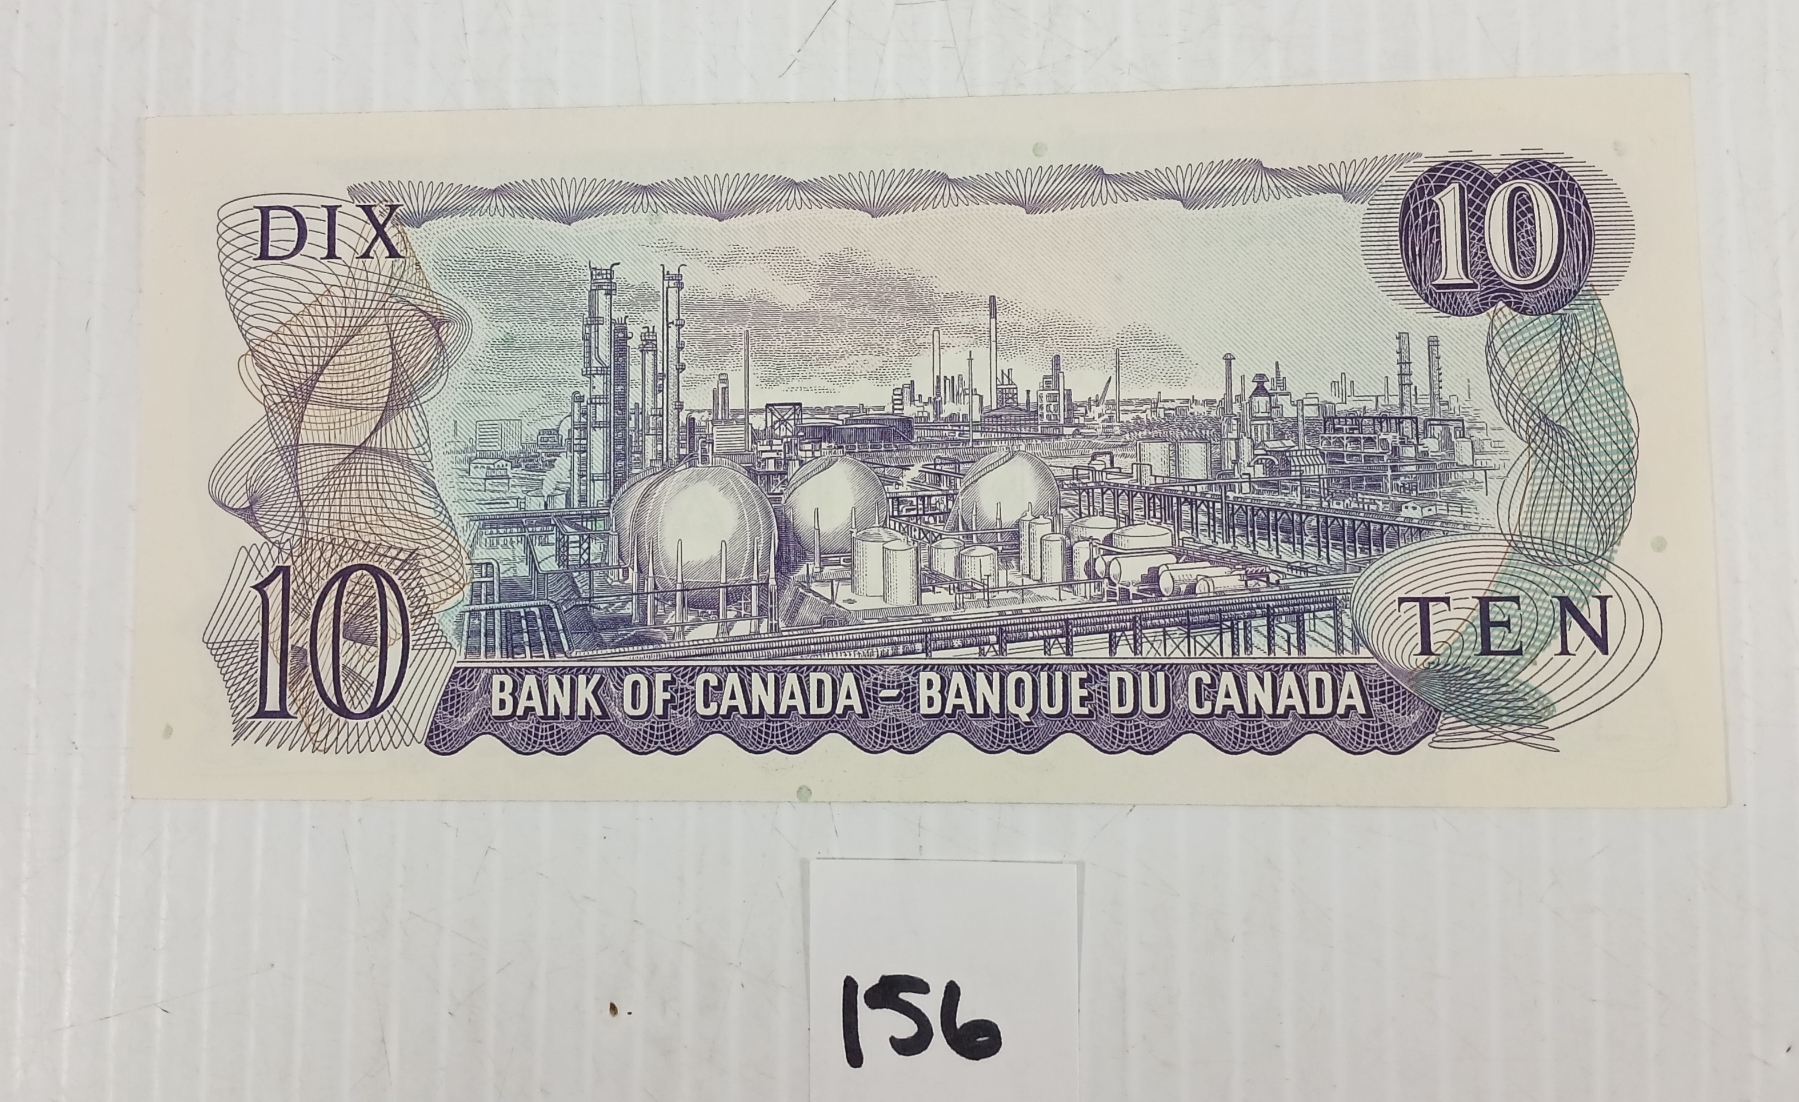 DIX
10
10
TEN
BANK OF CANADA - BANQUE DU CANADA
156